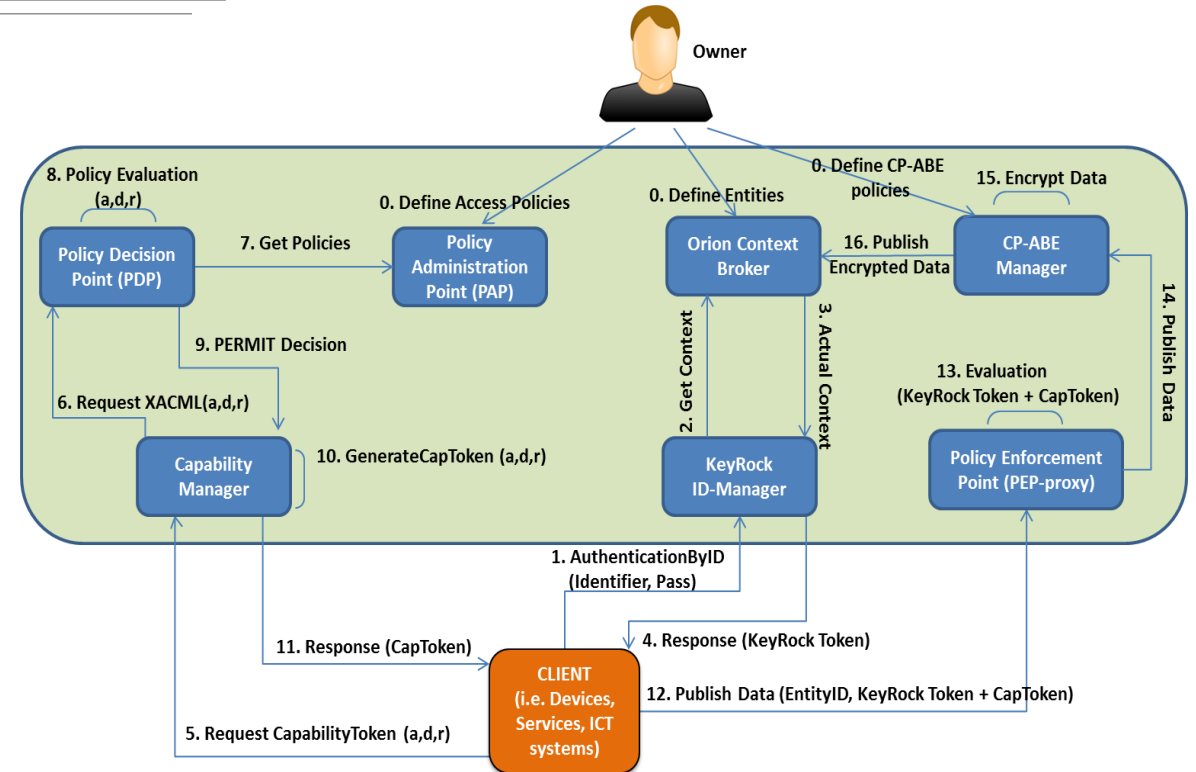 Owner
8. Policy Evaluation
(a,d,r)
0. Define Access Policies
0. Define Entities
0. Define CP-ABE
policies
15. Encrypt Data
Policy Decision
Point (PDP)
7. Get Policies
Policy
Administration
Point (PAP)
Orion Context
Broker
16. Publish
Encrypted Data
CP-ABE
Manager
9. PERMIT Decision
2. Get Context
3. Actual Context
14. Publish Data
13. Evaluation
(KeyRock Token + CapToken)
6. Request XACML(a,d,r)
Capability
Manager
10. GenerateCapToken (a,d,r)
KeyRock
ID-Manager
Policy Enforcement
Point (PEP-proxy)
1. AuthenticationByID
(Identifier, Pass)
11. Response (CapToken)
4. Response (KeyRock Token)
CLIENT
(i.e. Devices,
Services, ICT
systems)
12. Publish Data (EntityID, KeyRock Token + CapToken)
5. Request CapabilityToken (a,d,r)